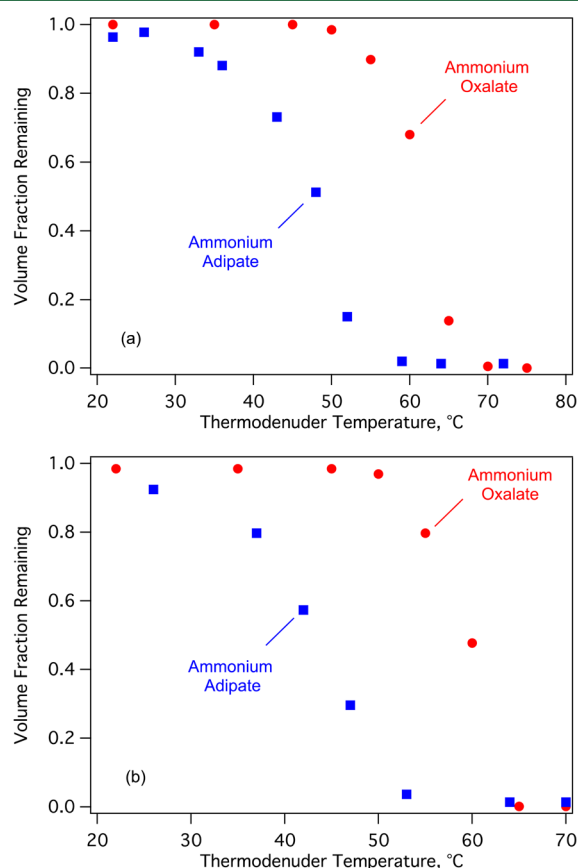 1.0
0.8
0.6
0.4
0.2
0.0
Volume Fraction Remaining
Ammonium
Oxalate
Ammonium
Adipate
(a)
20 30 40 50 60 70 80
Thermodenuder Temperature, °C
1.0
0.8
0.6
0.4
0.2
0.0
Volume Fraction Remaining
Ammonium
Oxalate
Ammonium
Adipate
(b)
20 30 40 50 60 70
Thermodenuder Temperature, °C